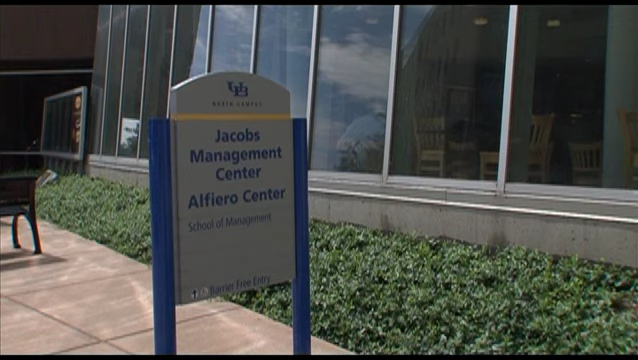 UB
NORTH CAMPUS
Jacobs
Management
Center
Alfiero Center
School of Management
Barrier Free Entry